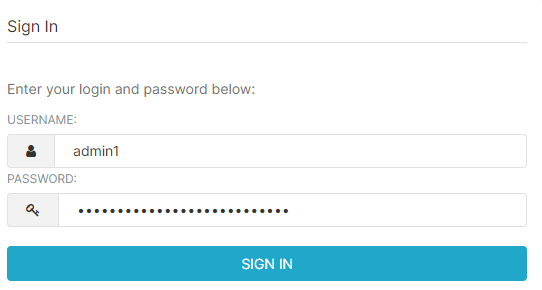 Sign In
Enter your login and password below:
USERNAME:
admin1
PASSWORD:
•••••••••••••••••••••••••••
SIGN IN